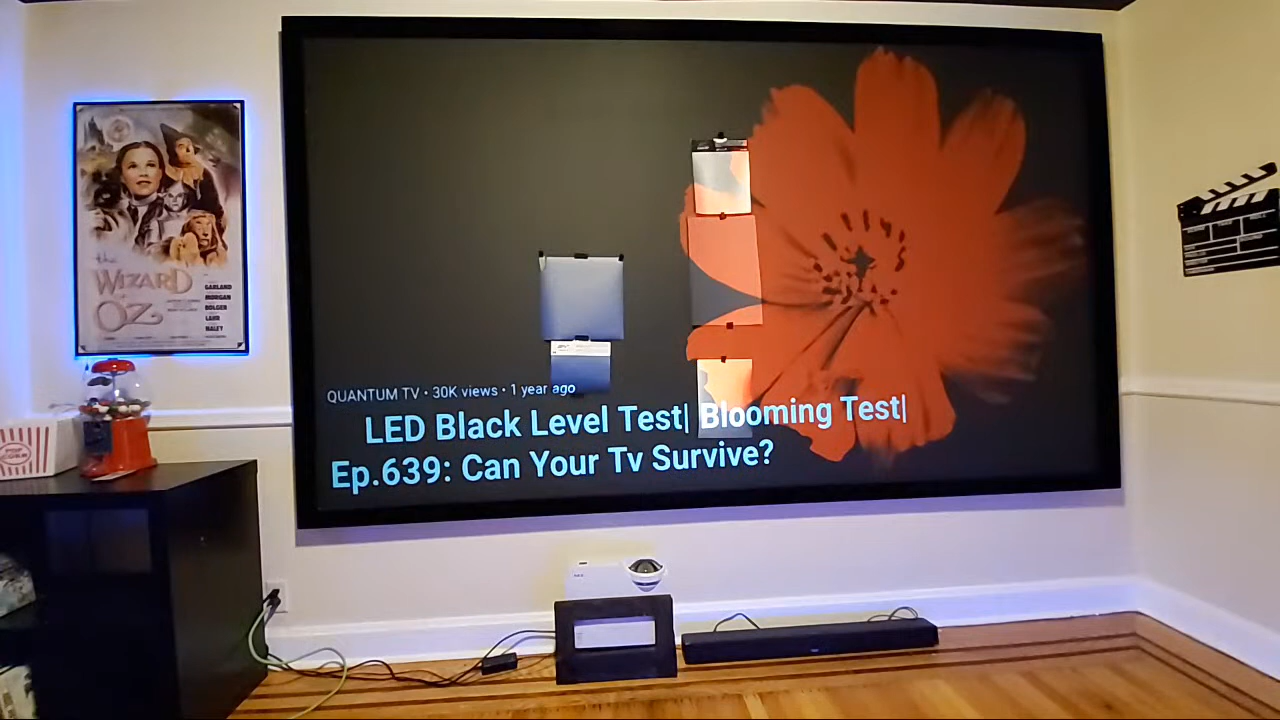 the
WIZARD
of
OZ
GARLAND
MORGAN
BOLGER
LAHR
HALEY
QUANTUM TV • 30K views • 1 year ago
LED Black Level Test| Blooming Test|
Ep.639: Can Your Tv Survive?